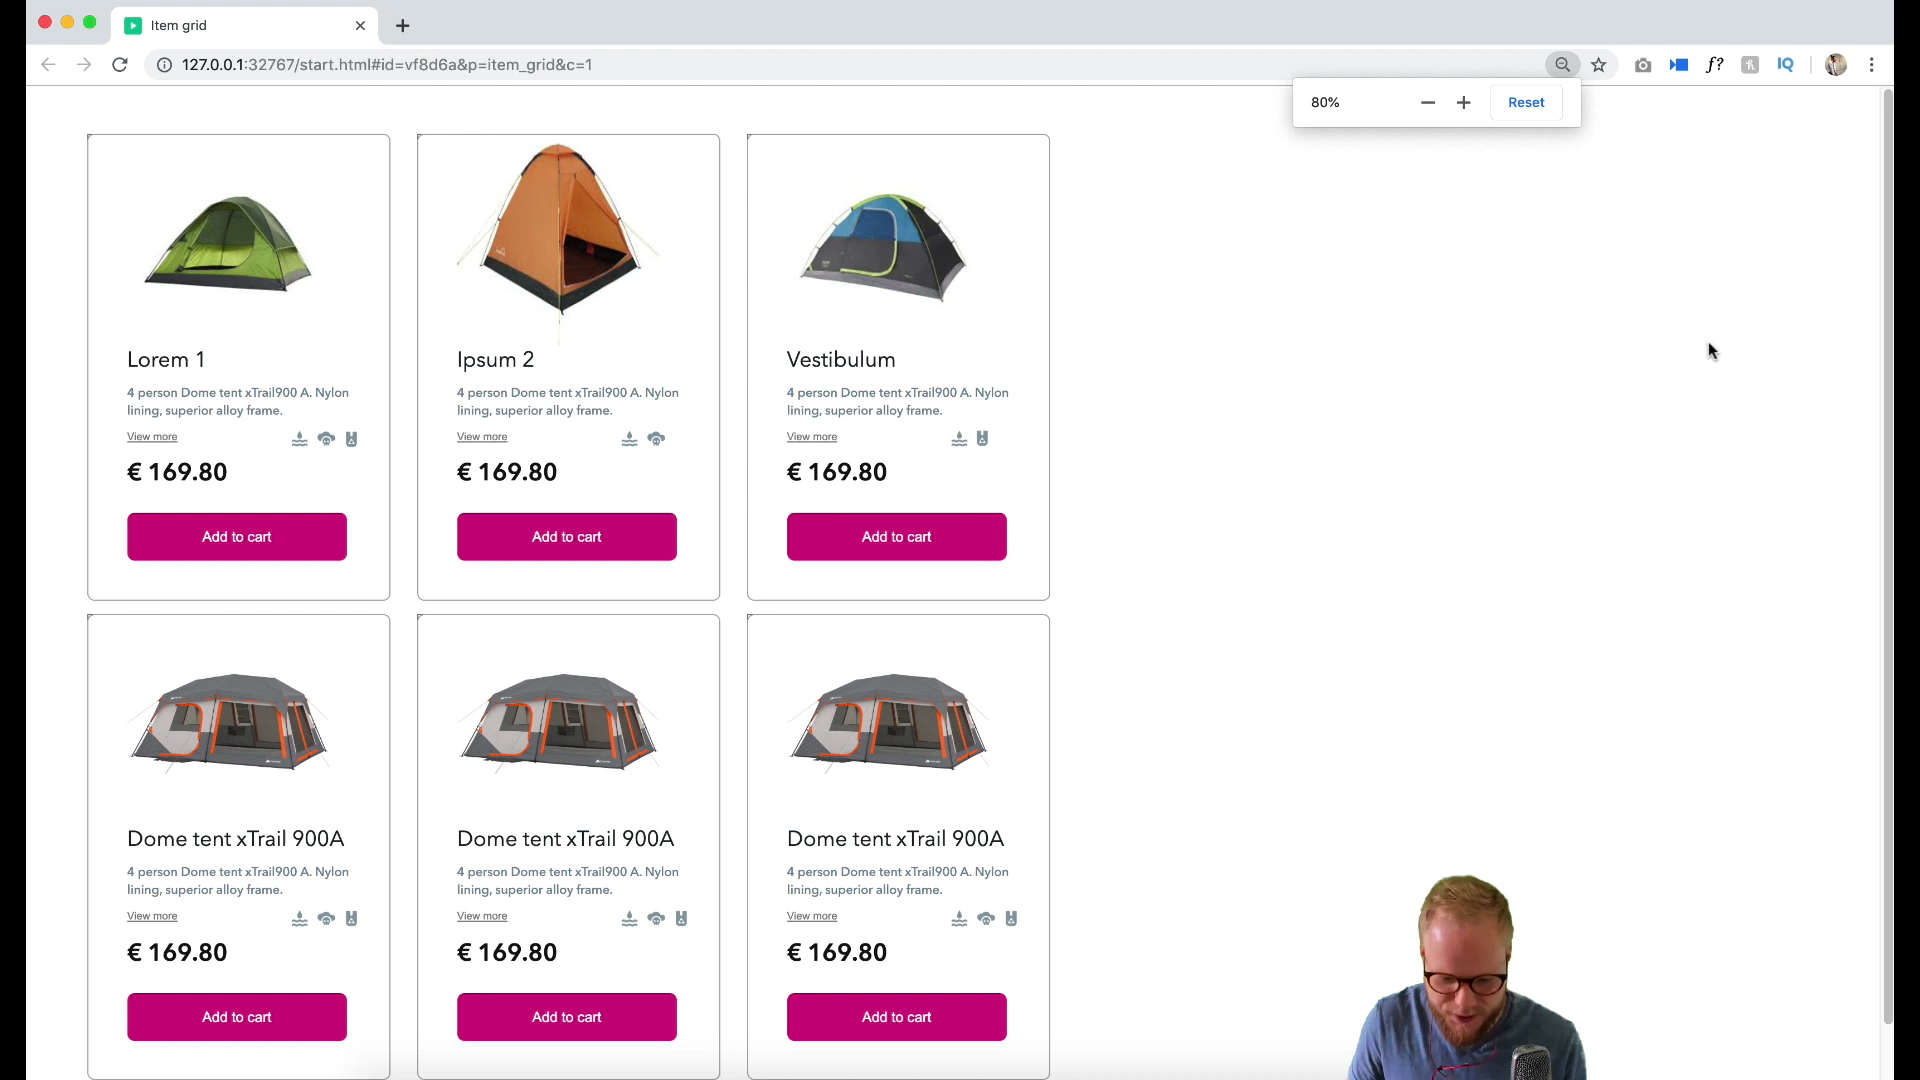 Item grid
127.0.0.1:32767/start.html#id=vf8d6a&p=item_grid&c=1
f?
IQ
80%
Reset
Lorem 1
4 person Dome tent xTrail900 A. Nylon
lining, superior alloy frame.
View more
€ 169.80
Add to cart
Ipsum 2
4 person Dome tent xTrail900 A. Nylon
lining, superior alloy frame.
View more
€ 169.80
Add to cart
Vestibulum
4 person Dome tent xTrail900 A. Nylon
lining, superior alloy frame.
View more
€ 169.80
Add to cart
Dome tent xTrail 900A
4 person Dome tent xTrail900 A. Nylon
lining, superior alloy frame.
View more
€ 169.80
Add to cart
Dome tent xTrail 900A
4 person Dome tent xTrail900 A. Nylon
lining, superior alloy frame.
View more
€ 169.80
Add to cart
Dome tent xTrail 900A
4 person Dome tent xTrail900 A. Nylon
lining, superior alloy frame.
View more
€ 169.80
Add to cart